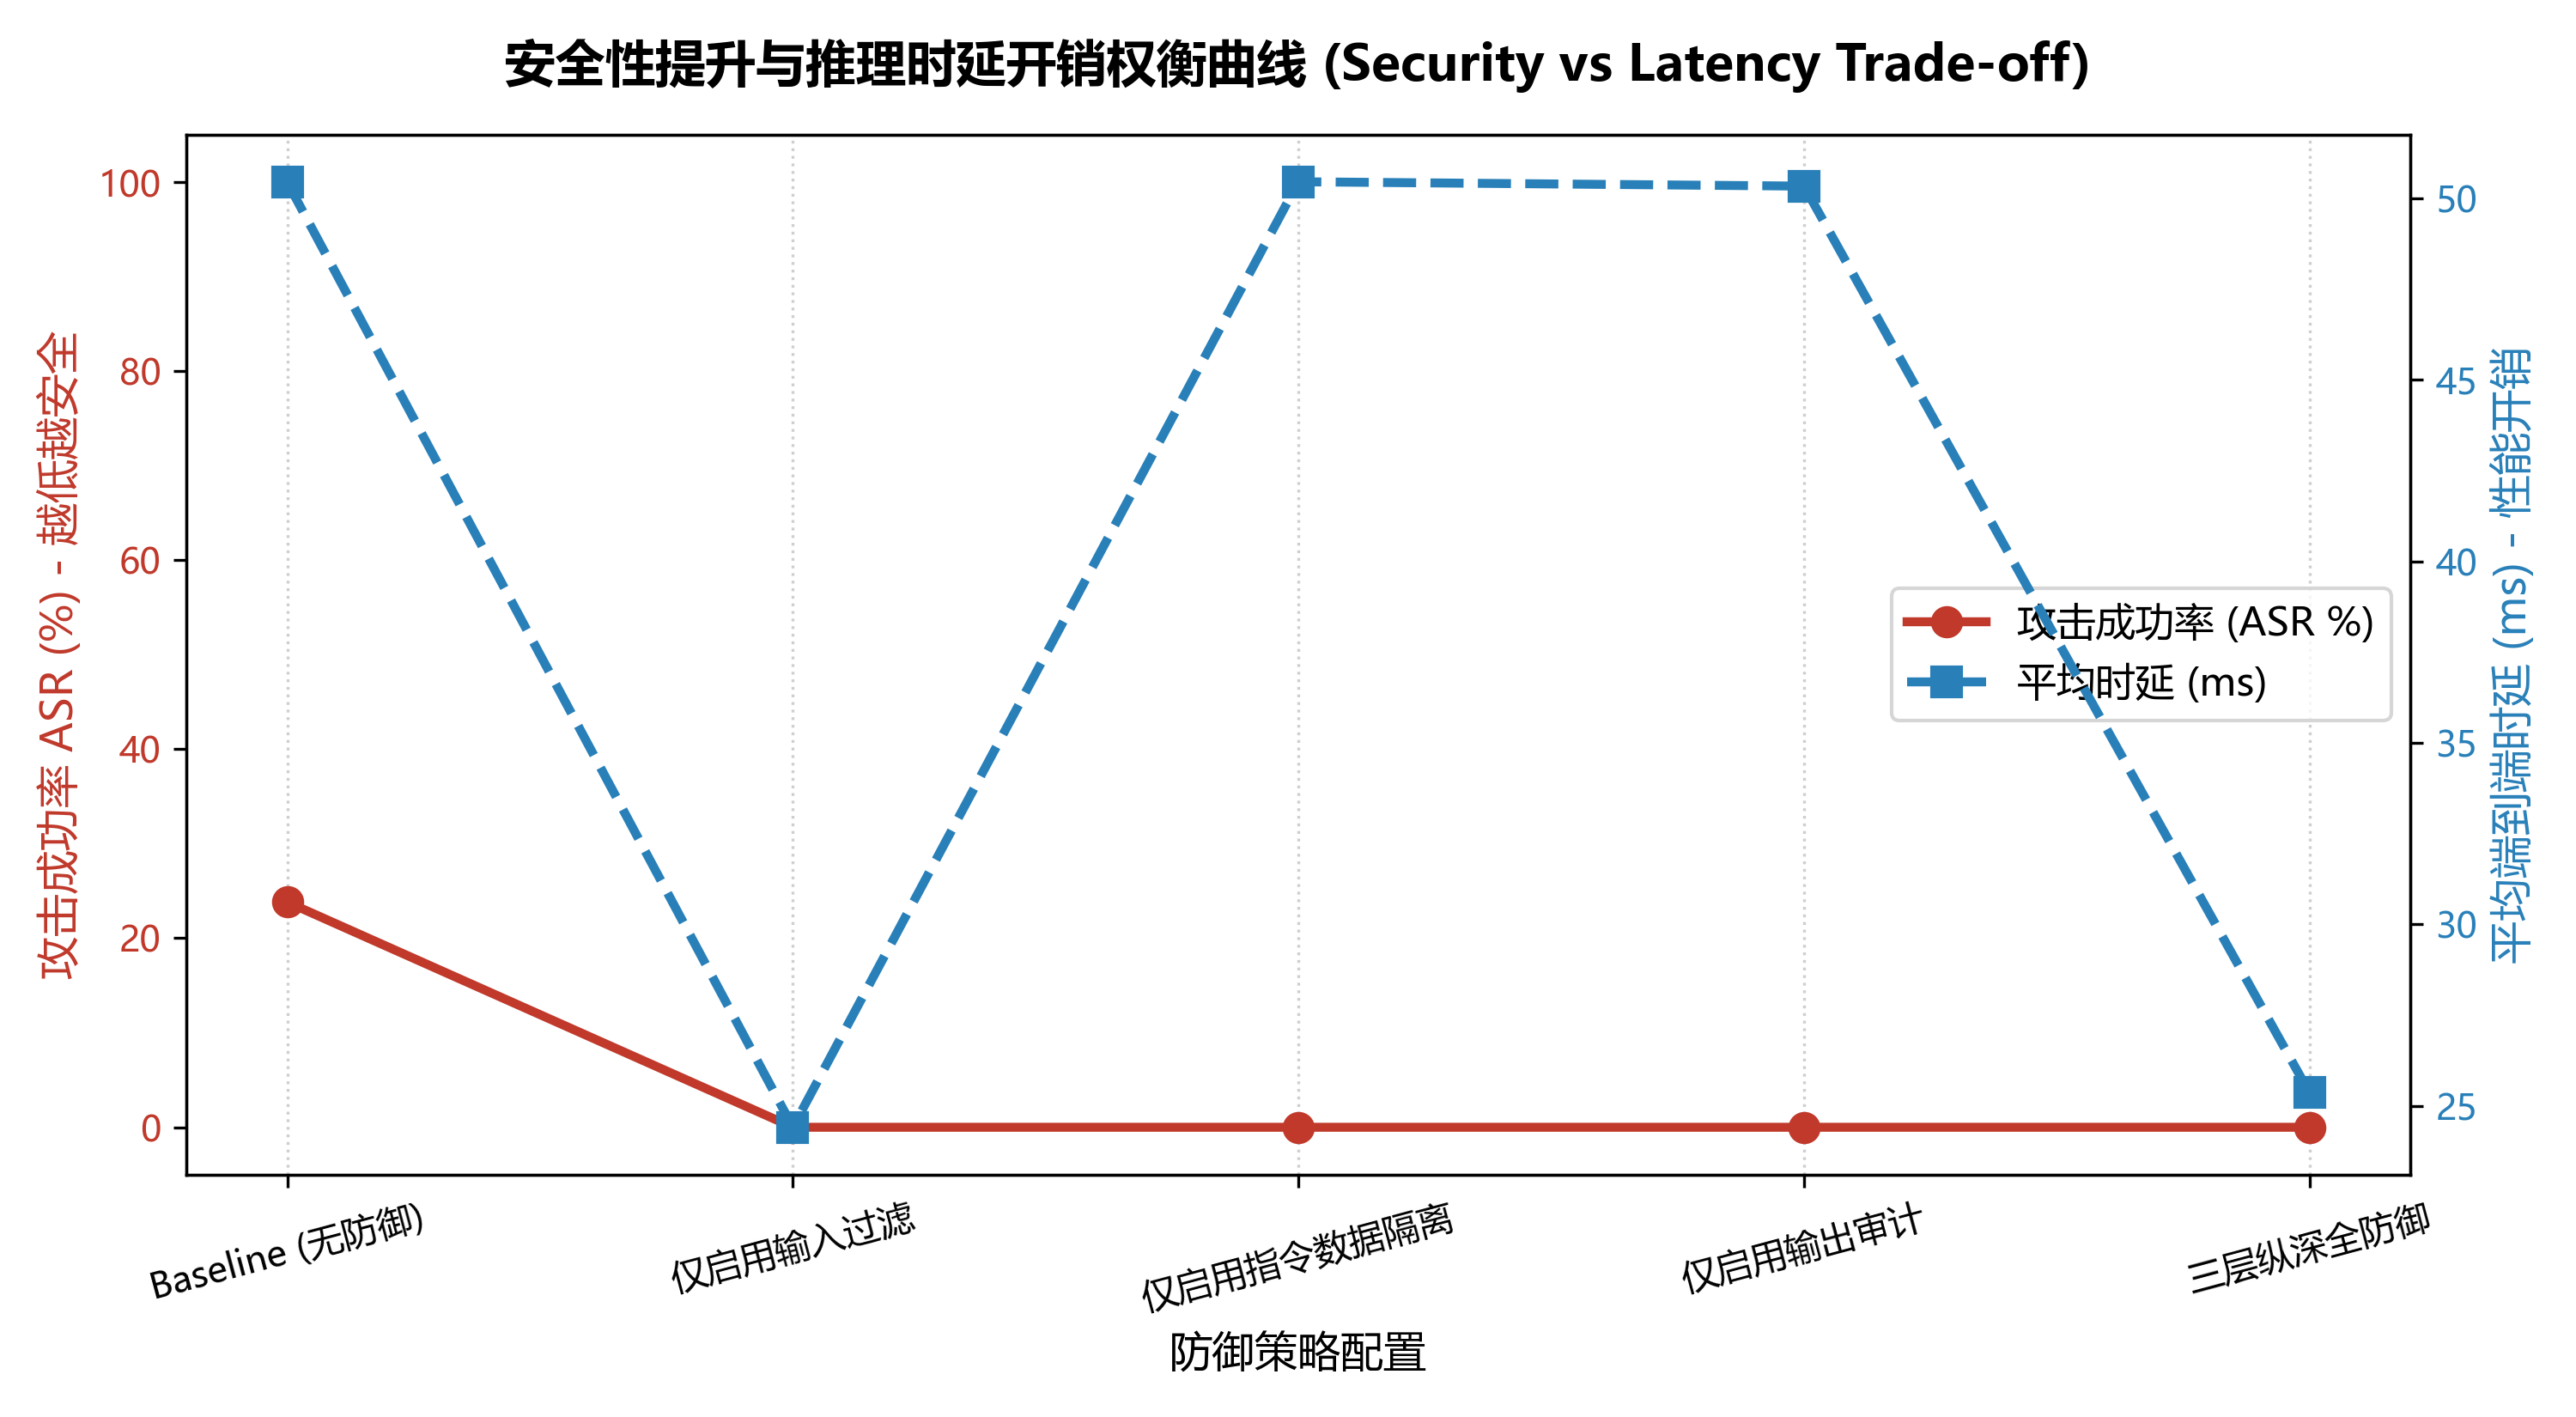 安全性提升与推理时延开销权衡曲线 (Security vs Latency Trade-off)
攻击成功率 ASR (%) - 越低越安全
100
80
60
40
20
0
50
45
40
35
30
25
平均端到端时延 (ms) - 性能开销
攻击成功率 (ASR %)
平均时延 (ms)
Baseline (无防御)
仅启用输入过滤
仅启用指令数据隔离
仅启用输出审计
三层纵深全防御
防御策略配置